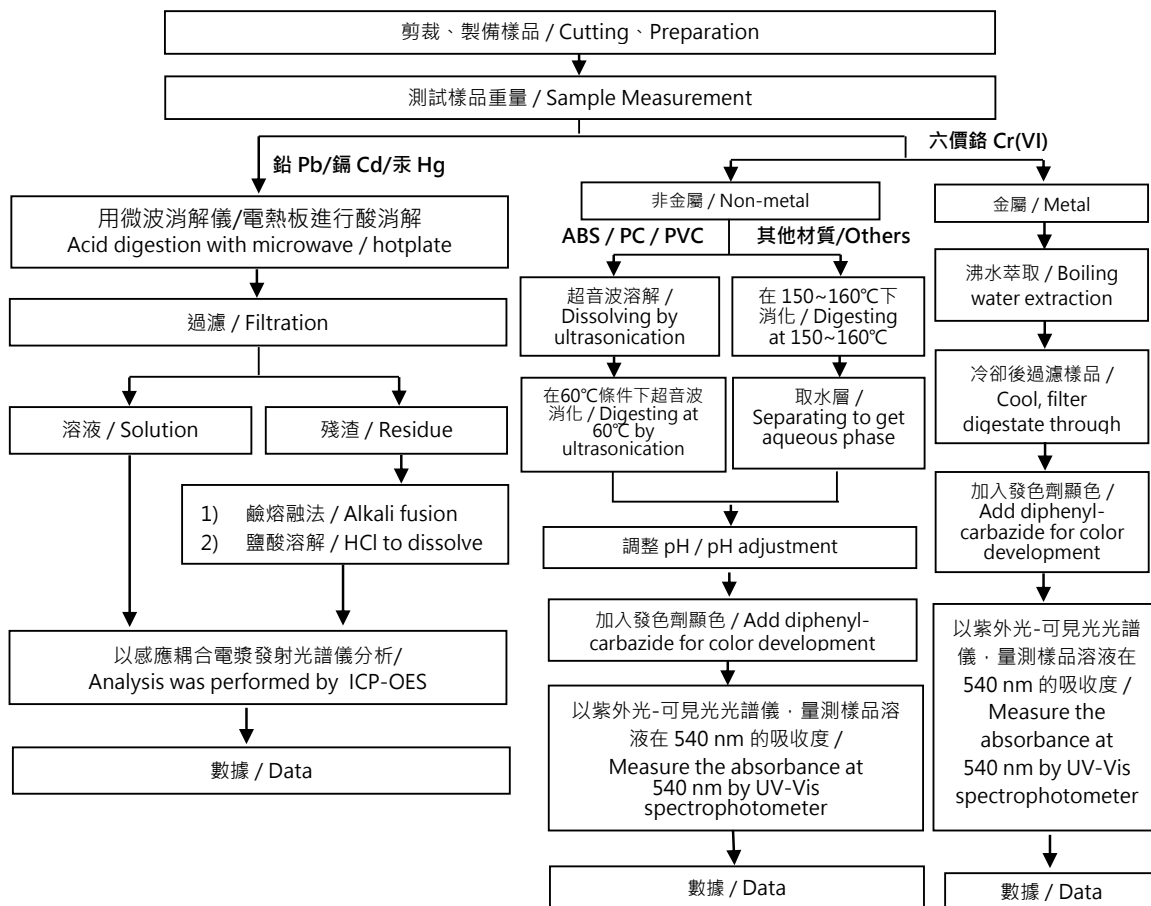 剪裁、製備樣品 / Cutting、Preparation
測試樣品重量 / Sample Measurement
鉛 Pb/鎘 Cd/汞 Hg
六價鉻 Cr(VI)
用微波消解儀/電熱板進行酸消解
Acid digestion with microwave / hotplate
過濾 / Filtration
溶液 / Solution
殘渣 / Residue
1) 鹼熔融法 / Alkali fusion
2) 鹽酸溶解 / HCl to dissolve
以感應耦合電漿發射光譜儀分析/
Analysis was performed by ICP-OES
數據 / Data
非金屬 / Non-metal
ABS / PC / PVC
其他材質/Others
超音波溶解 /
Dissolving by
ultrasonication
在60℃條件下超音波
消化 / Digesting at
60℃ by
ultrasonication
在 150~160℃下
消化 / Digesting
at 150~160℃
取水層 /
Separating to get
aqueous phase
調整 pH / pH adjustment
加入發色劑顯色 / Add diphenyl-
carbazide for color development
以紫外光-可見光光譜儀，量測樣品溶
液在 540 nm 的吸收度 /
Measure the absorbance at
540 nm by UV-Vis
spectrophotometer
數據 / Data
金屬 / Metal
沸水萃取 / Boiling
water extraction
冷卻後過濾樣品 /
Cool, filter
digestate through
加入發色劑顯色 /
Add diphenyl-
carbazide for color
development
以紫外光-可見光光譜
儀，量測樣品溶液在
540 nm 的吸收度 /
Measure the
absorbance at
540 nm by UV-Vis
spectrophotometer
數據 / Data